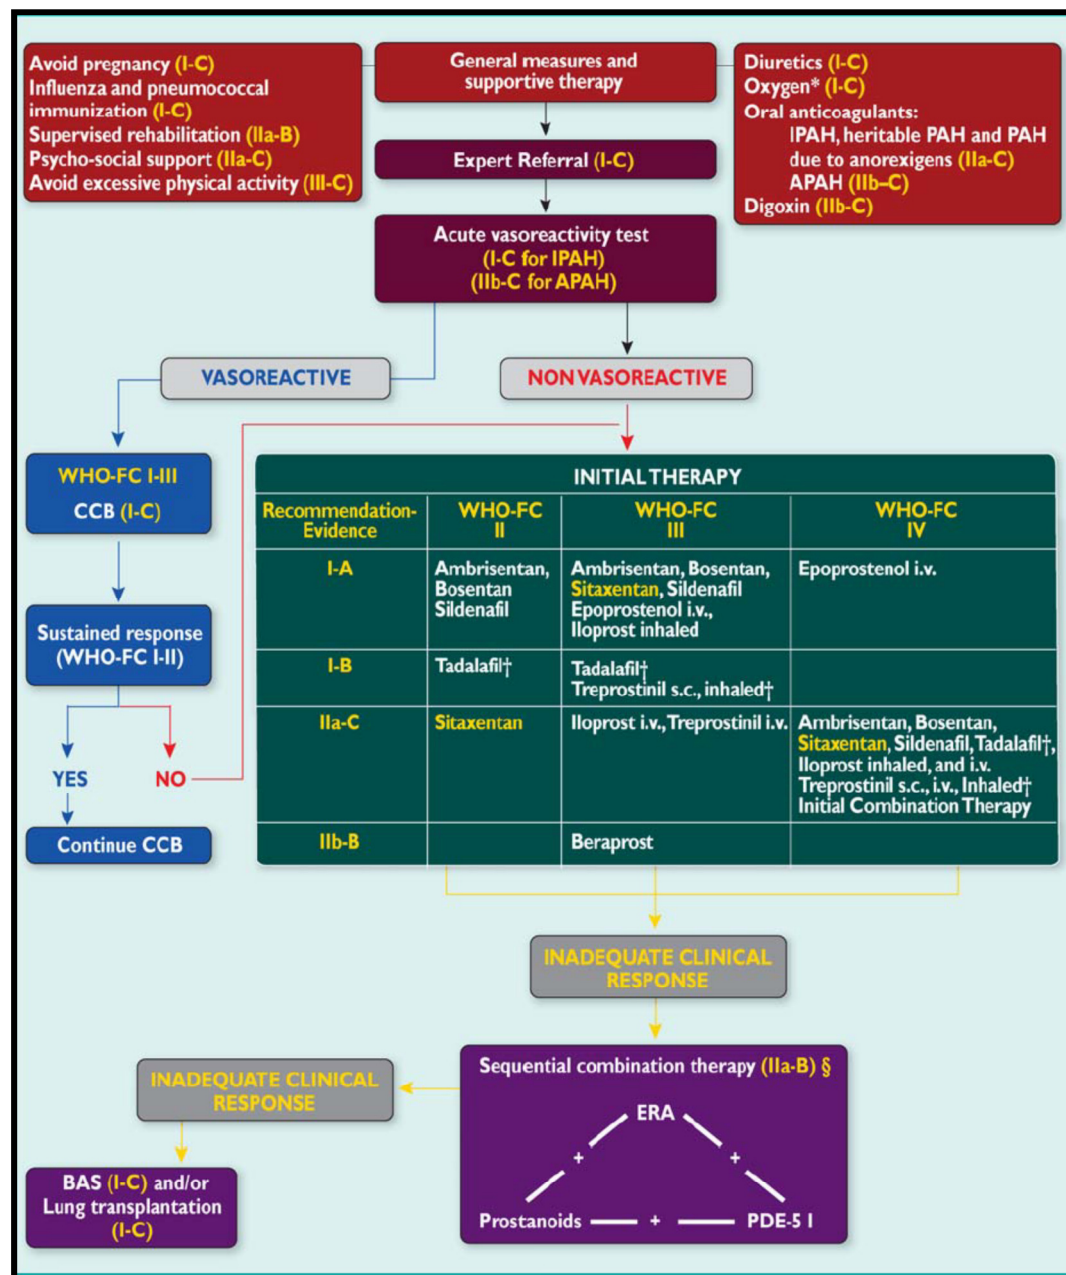 Avoid pregnancy (I-C)
Influenza and pneumococcal
immunization (I-C)
Supervised rehabilitation (IIa-B)
Psycho-social support (IIa-C)
Avoid excessive physical activity (III-C)
General measures and
supportive therapy
Diuretics (I-C)
Oxygen* (I-C)
Oral anticoagulants:
IPAH, heritable PAH and PAH
due to anorexigens (IIa-C)
APAH (IIb–C)
Digoxin (IIb-C)
Expert Referral (I-C)
Acute vasoreactivity test
(I-C for IPAH)
(IIb-C for APAH)
VASOREACTIVE
NON VASOREACTIVE
WHO-FC I-III
CCB (I-C)
Sustained response
(WHO-FC I-II)
YES
NO
Continue CCB
INITIAL THERAPY
Recommendation-
Evidence
WHO-FC
II
WHO-FC
III
WHO-FC
IV
I-A
Ambrisentan,
Bosentan
Sildenafil
Ambrisentan, Bosentan,
Sitaxentan, Sildenafil
Epoprostenol i.v.,
Iloprost inhaled
Epoprostenol i.v.
I-B
Tadalafil†
Tadalafil†
Treprostinil s.c., inhaled†
IIa-C
Sitaxentan
Iloprost i.v., Treprostinil i.v.
Ambrisentan, Bosentan,
Sitaxentan, Sildenafil, Tadalafil†,
Iloprost inhaled, and i.v.
Treprostinil s.c., i.v., Inhaled†
Initial Combination Therapy
IIb-B
Beraprost
INADEQUATE CLINICAL
RESPONSE
Sequential combination therapy (IIa-B) §
ERA
+
+
Prostanoids
+
PDE-5 I
INADEQUATE CLINICAL
RESPONSE
BAS (I-C) and/or
Lung transplantation
(I-C)